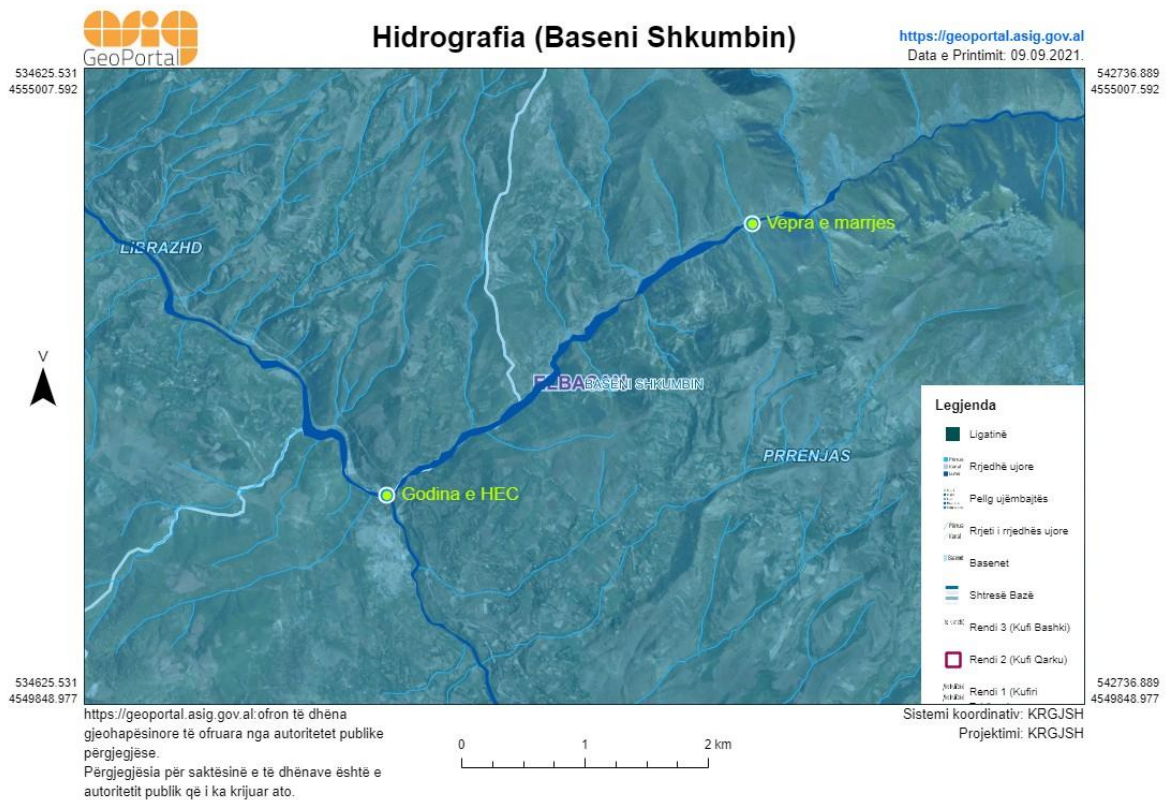 asig
GeoPortal
Hidrografia (Baseni Shkumbin)
https://geoportal.asig.gov.al
Data e Printimit: 09.09.2021.
534625.531
4555007.592
542736.889
4555007.592
Vepra e marrjes
LIBRAZHD
V
ELBASAN
BASENI SHKUMBIN
PRRENJAS
Godina e HEC
Legjenda
Ligatinë
Rrjedhë ujore
Pellg ujëmbajtës
Rrjeti i rrjedhës ujore
Basenet
Shtresë Bazë
Rendi 3 (Kufi Bashki)
Rendi 2 (Kufi Qarku)
Rendi 1 (Kufiri
534625.531
4549848.977
542736.889
4549848.977
https://geoportal.asig.gov.al:ofron të dhëna
gjeohapësinore të ofruara nga autoritetet publike
përgjegjëse.
Përgjegjësia për saktësinë e të dhënave është e
autoritetit publik që i ka krijuar ato.
0 1 2 km
Sistemi koordinativ: KRGJSH
Projektimi: KRGJSH